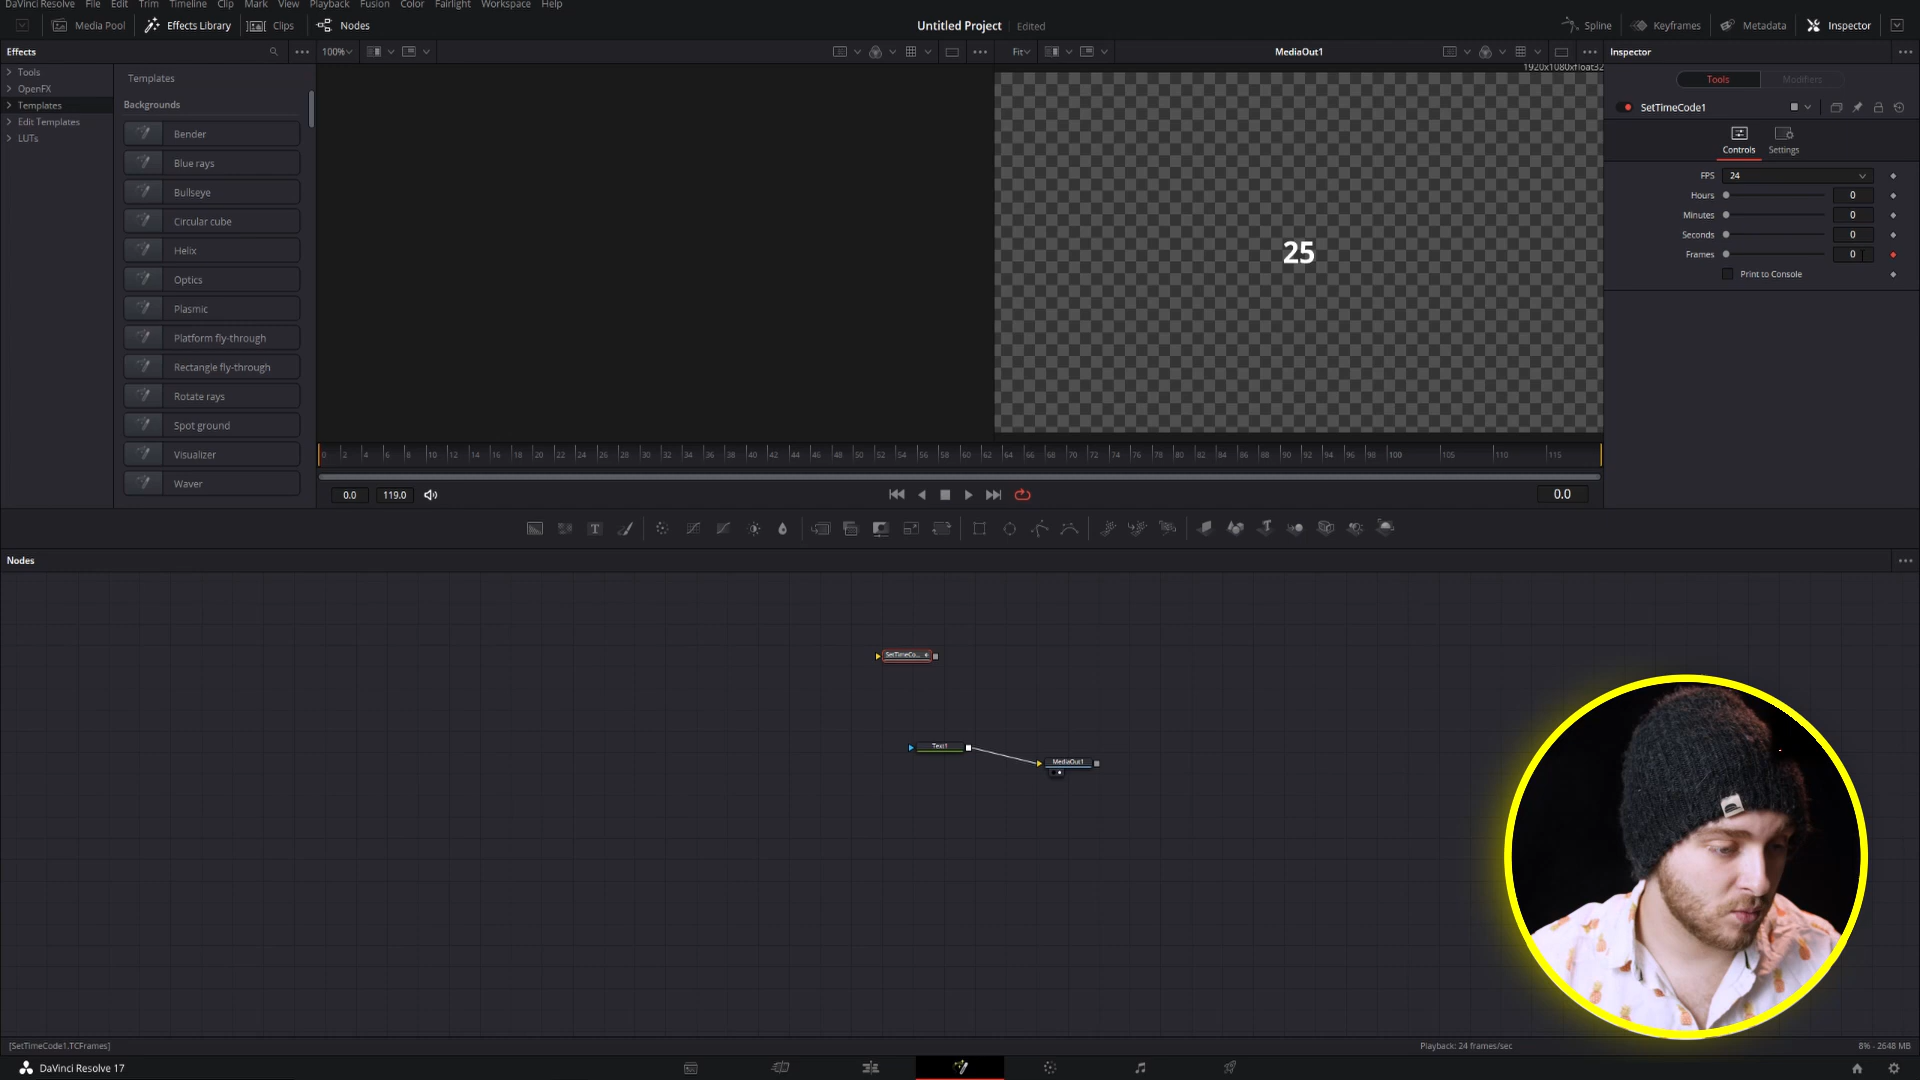 DaVinci Resolve File Edit Trim Timeline Clip Mark View Playback Fusion Color Fairlight Workspace Help
Media Pool Effects Library Clips Nodes Untitled Project Edited Spline Keyframes Metadata Inspector
Effects 100% Fit MediaOut1 Inspector
1920x1080xfloat32
Tools
OpenFX
Templates
Edit Templates
LUTs
Templates
Backgrounds
Bender
Blue rays
Bullseye
Circular cube
Helix
Optics
Plasmic
Platform fly-through
Rectangle fly-through
Rotate rays
Spot ground
Visualizer
Waver
25
Tools Modifiers
SetTimeCode1
Controls Settings
FPS 24
Hours 0
Minutes 0
Seconds 0
Frames 0
Print to Console
0 2 4 6 8 10 12 14 16 18 20 22 24 26 28 30 32 34 36 38 40 42 44 46 48 50 52 54 56 58 60 62 64 66 68 70 72 74 76 78 80 82 84 86 88 90 92 94 96 98 100 105 110 115
0.0 119.0 0.0
Nodes
SetTimeCo...
Text1
MediaOut1
[SetTimeCode1.TCFrames] Playback: 24 frames/sec 8% - 2648 MB
DaVinci Resolve 17